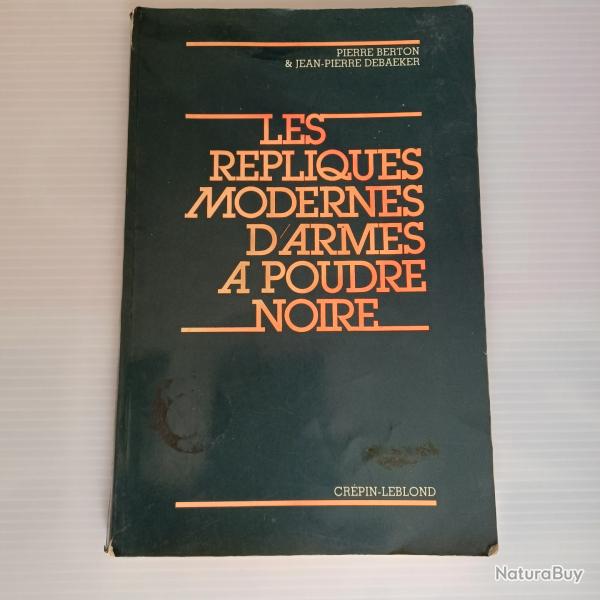 PIERRE BERTON
& JEAN-PIERRE DEBAEKER
LES
REPLIQUES
MODERNES
D'ARMES
A POUDRE
NOIRE
CRÉPIN-LEBLOND
NaturaBuy